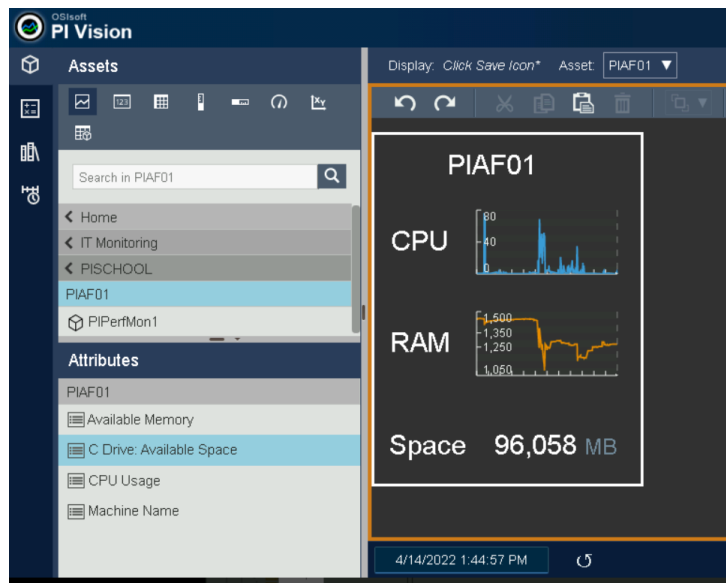 OSIsoft
PI Vision
Assets
Display: Click Save Icon* Asset: PIAF01
123
XY
Search in PIAF01
Home
IT Monitoring
PISCHOOL
PIAF01
PIPerfMon1
Attributes
PIAF01
Available Memory
C Drive: Available Space
CPU Usage
Machine Name
PIAF01
CPU
80
40
0
RAM
1,500
1,350
1,250
1,050
Space 96,058 MB
4/14/2022 1:44:57 PM